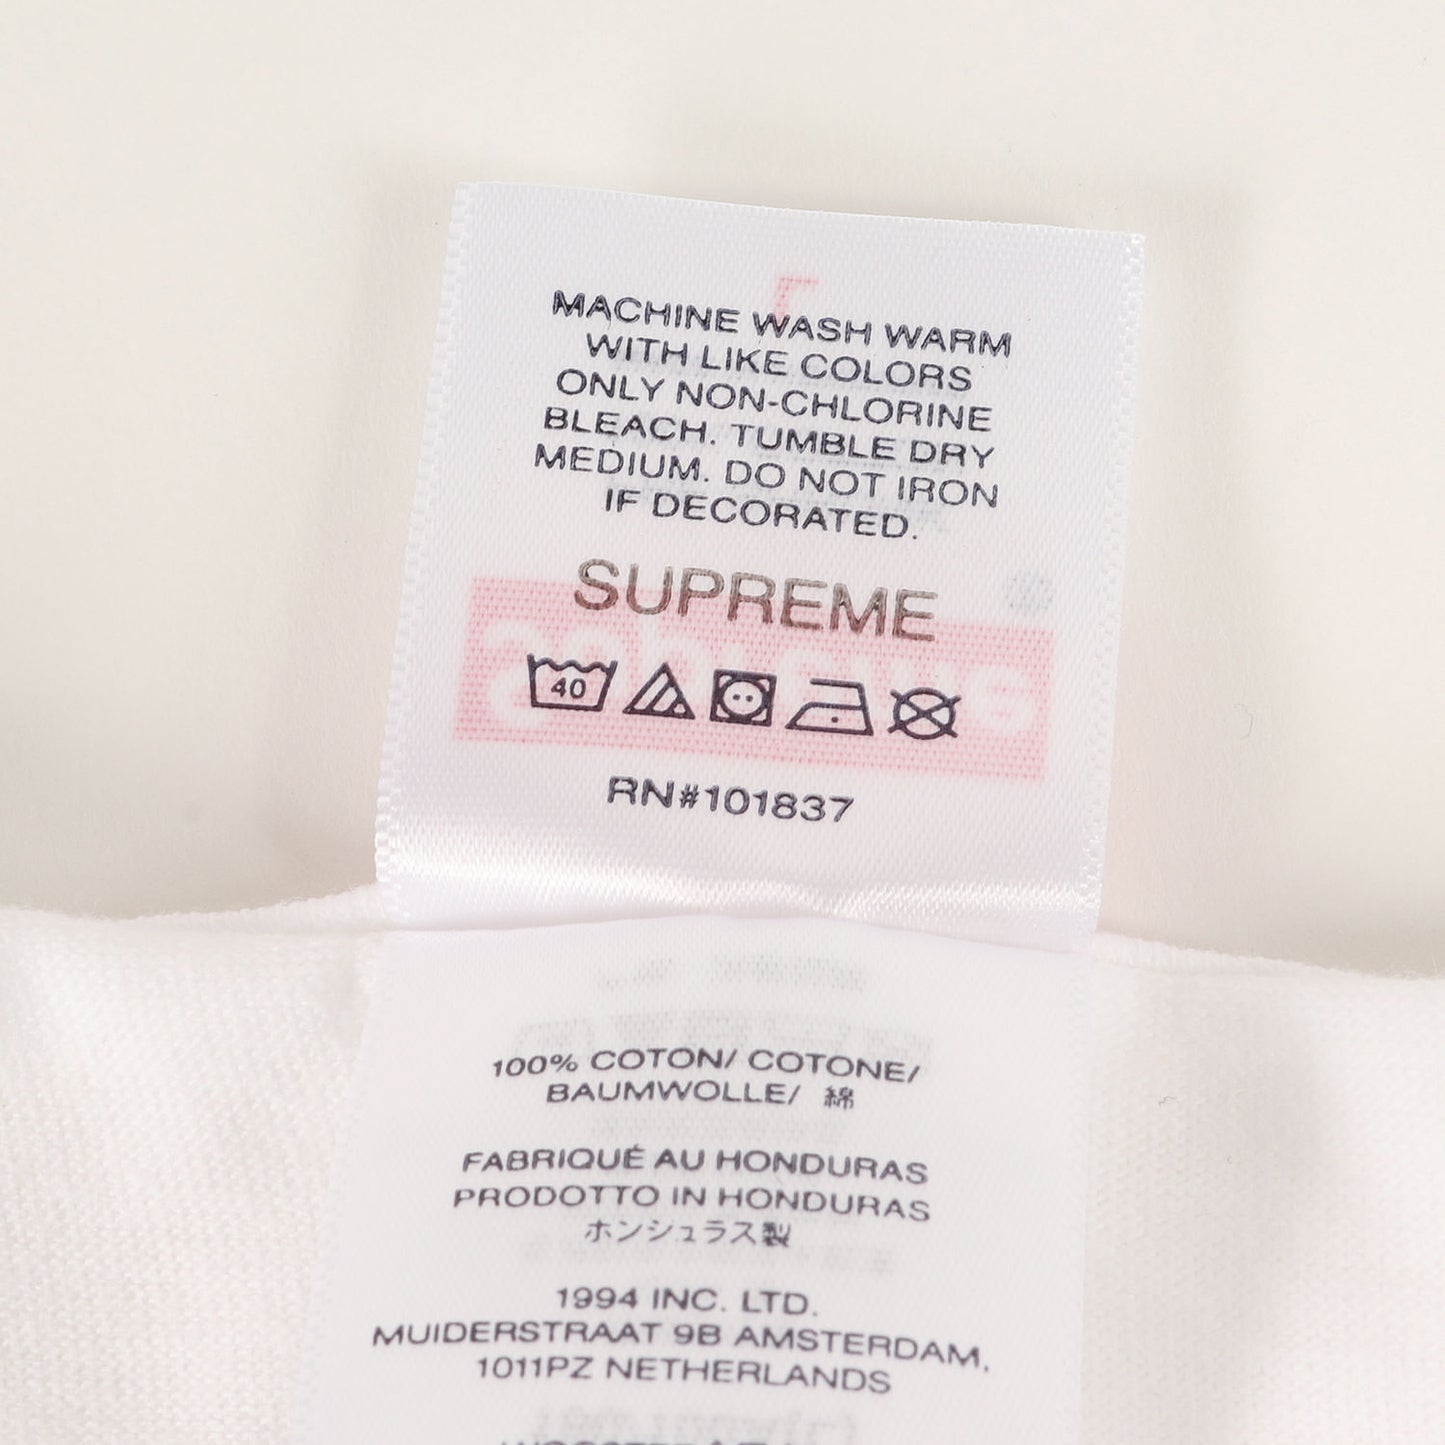 MACHINE WASH WARM
WITH LIKE COLORS
ONLY NON-CHLORINE
BLEACH. TUMBLE DRY
MEDIUM. DO NOT IRON
IF DECORATED.
SUPREME
40
RN#101837
100% COTON/ COTONE/
BAUMWOLLE/ 綿
FABRIQUÉ AU HONDURAS
PRODOTTO IN HONDURAS
ホンシュラス製
1994 INC. LTD.
MUIDERSTRAAT 9B AMSTERDAM,
1011PZ NETHERLANDS